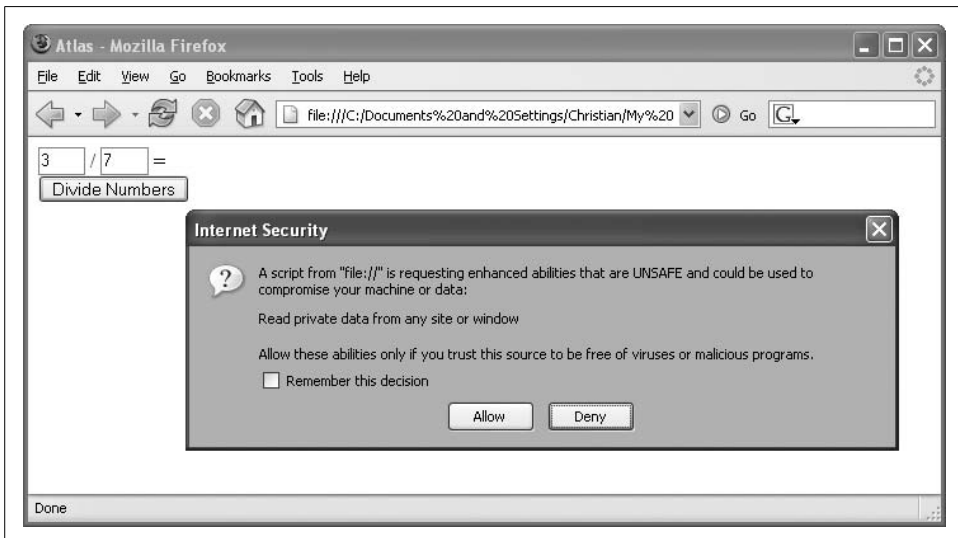 Atlas - Mozilla Firefox
File Edit View Go Bookmarks Tools Help
file:///C:/Documents%20and%20Settings/Christian/My%20 Go G
3 / 7 =
Divide Numbers
Internet Security
? A script from "file://" is requesting enhanced abilities that are UNSAFE and could be used to
compromise your machine or data:
Read private data from any site or window
Allow these abilities only if you trust this source to be free of viruses or malicious programs.
Remember this decision
Allow Deny
Done